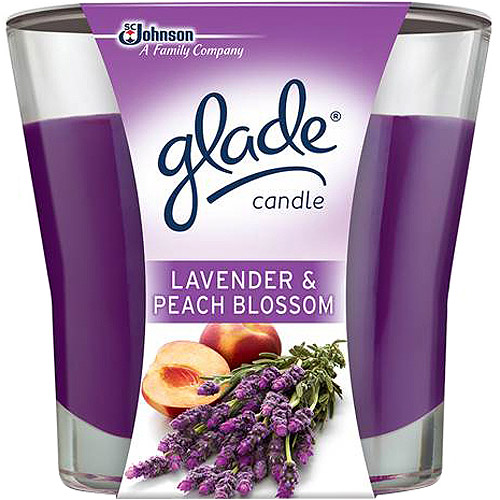 SC Johnson
A Family Company
glade®
candle
LAVENDER &
PEACH BLOSSOM